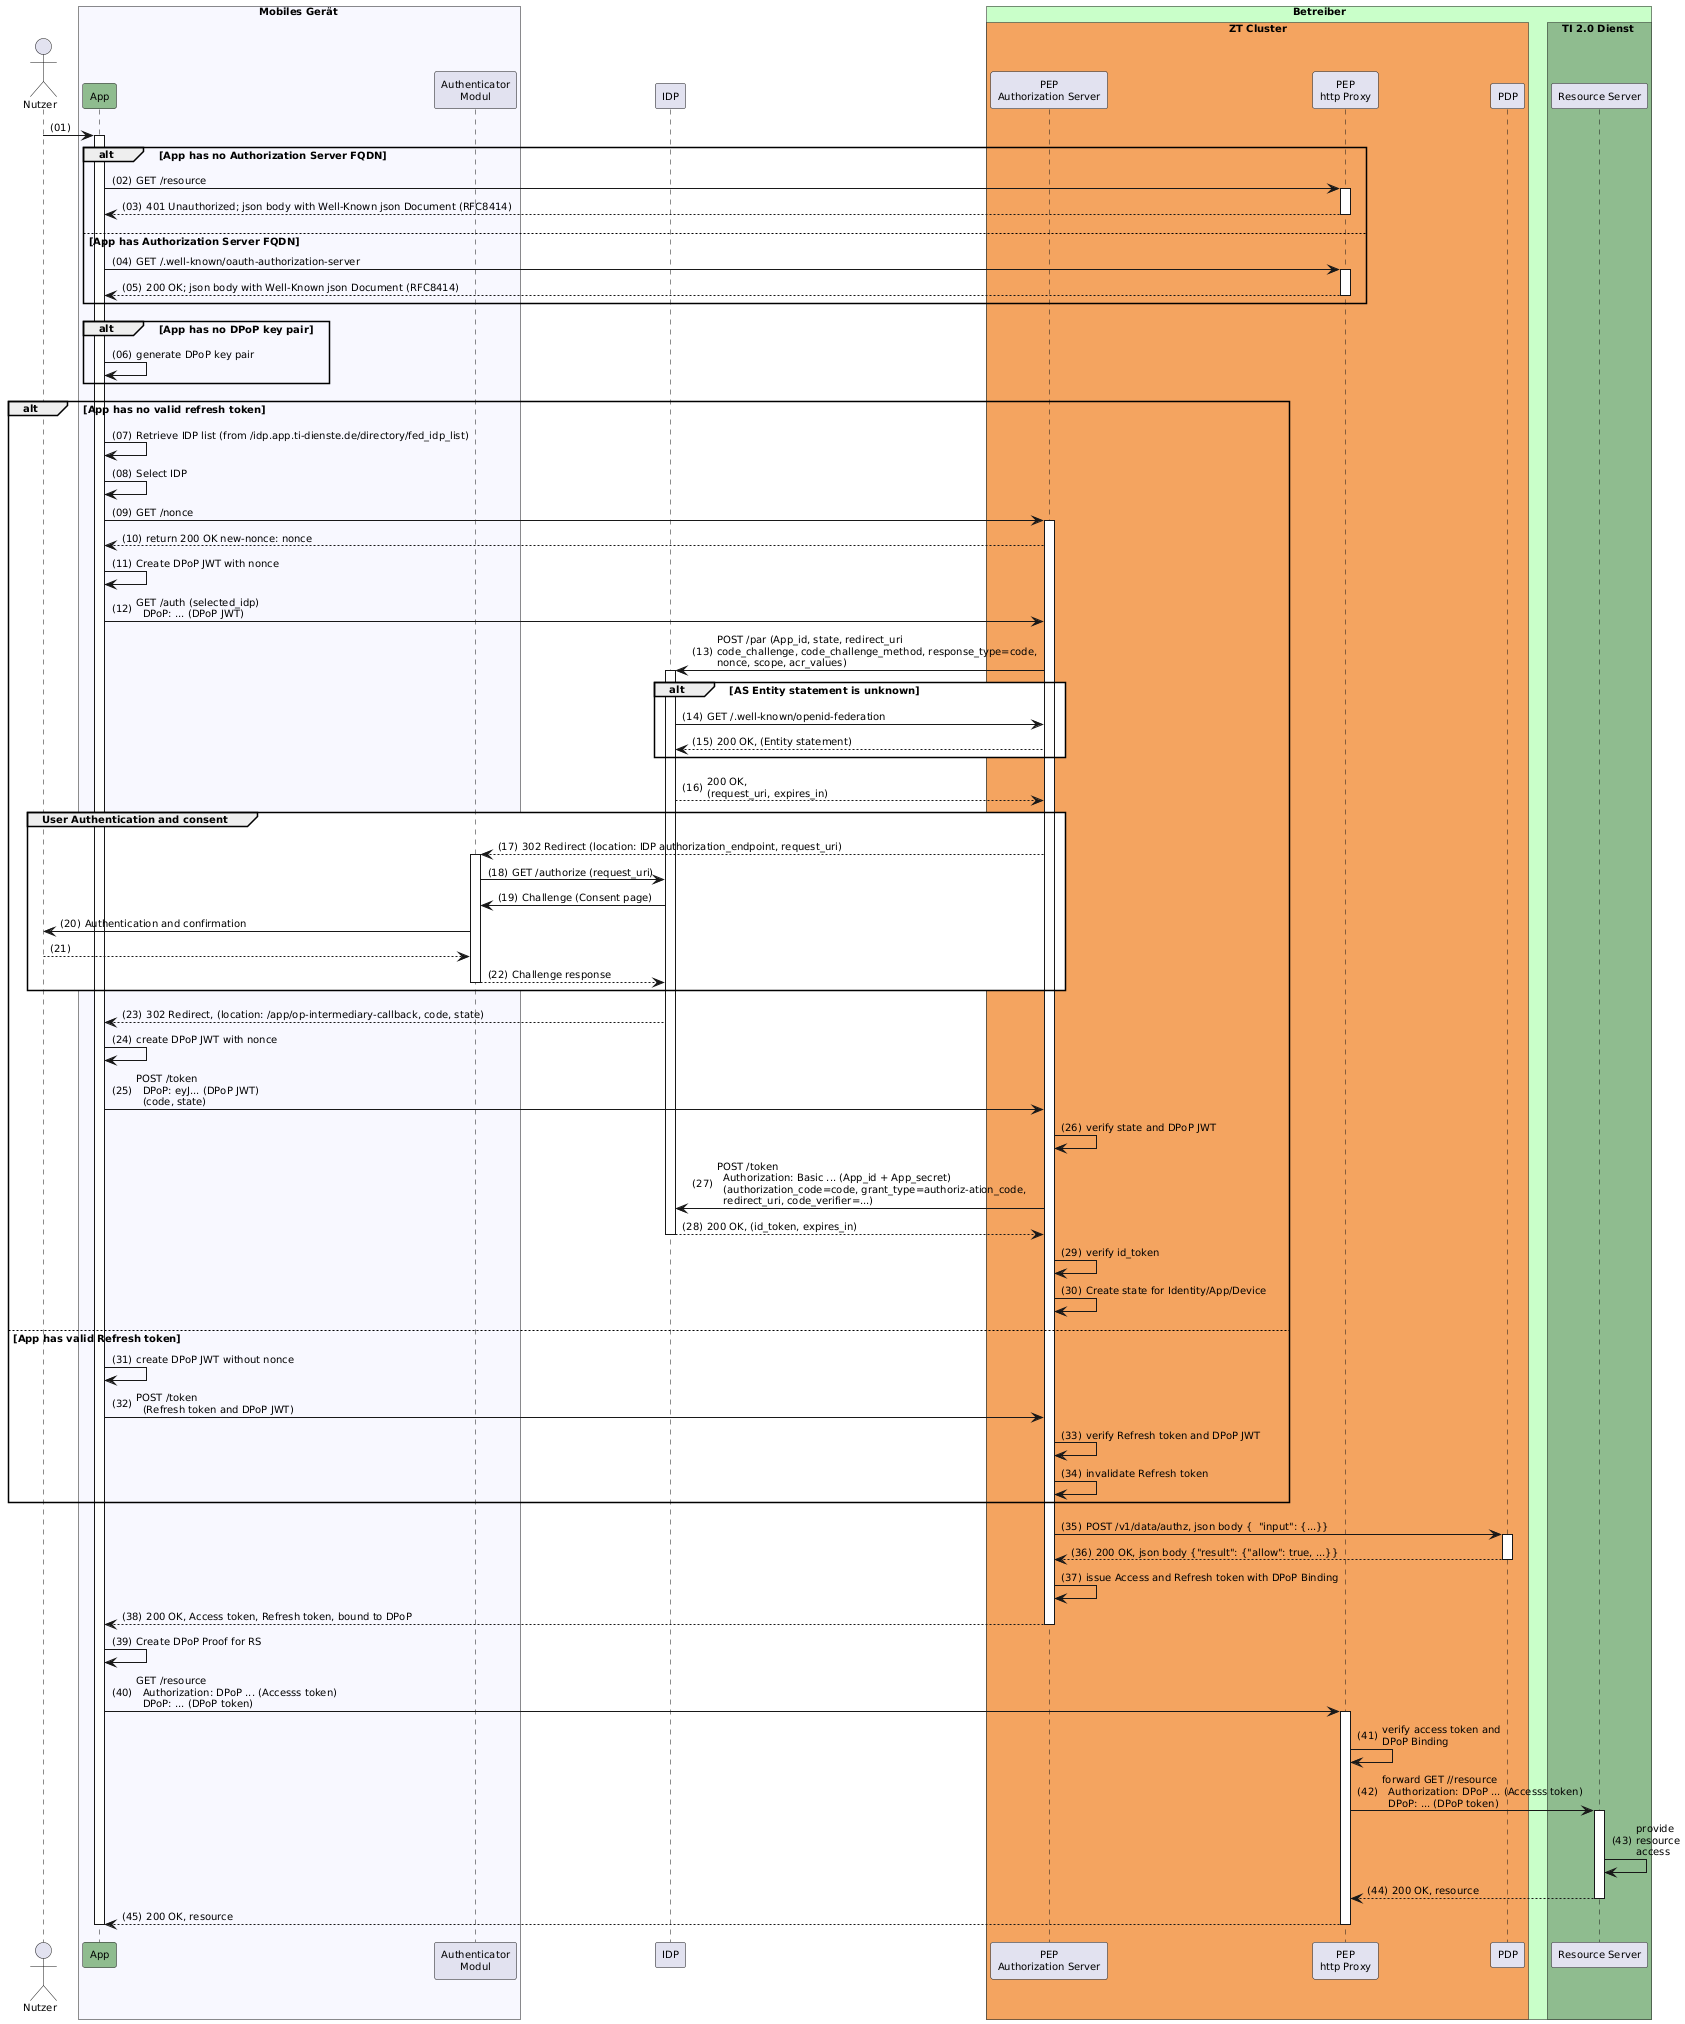 Mobiles Gerät
Betreiber
ZT Cluster
TI 2.0 Dienst
Nutzer
App
Authenticator
Modul
IDP
PEP
Authorization Server
PEP
http Proxy
PDP
Resource Server
(01)
alt [App has no Authorization Server FQDN]
(02) GET /resource
(03) 401 Unauthorized; json body with Well-Known json Document (RFC8414)
[App has Authorization Server FQDN]
(04) GET /.well-known/oauth-authorization-server
(05) 200 OK; json body with Well-Known json Document (RFC8414)
alt [App has no DPoP key pair]
(06) generate DPoP key pair
alt [App has no valid refresh token]
(07) Retrieve IDP list (from /idp.app.ti-dienste.de/directory/fed_idp_list)
(08) Select IDP
(09) GET /nonce
(10) return 200 OK new-nonce: nonce
(11) Create DPoP JWT with nonce
(12) GET /auth (selected_idp)
DPoP: ... (DPoP JWT)
POST /par (App_id, state, redirect_uri
(13) code_challenge, code_challenge_method, response_type=code,
nonce, scope, acr_values)
alt [AS Entity statement is unknown]
(14) GET /.well-known/openid-federation
(15) 200 OK, (Entity statement)
(16) 200 OK,
(request_uri, expires_in)
User Authentication and consent
(17) 302 Redirect (location: IDP authorization_endpoint, request_uri)
(18) GET /authorize (request_uri)
(19) Challenge (Consent page)
(20) Authentication and confirmation
(21)
(22) Challenge response
(23) 302 Redirect, (location: /app/op-intermediary-callback, code, state)
(24) create DPoP JWT with nonce
POST /token
(25) DPoP: eyJ... (DPoP JWT)
(code, state)
(26) verify state and DPoP JWT
POST /token
Authorization: Basic ... (App_id + App_secret)
(27) (authorization_code=code, grant_type=authoriz-ation_code,
redirect_uri, code_verifier=...)
(28) 200 OK, (id_token, expires_in)
(29) verify id_token
(30) Create state for Identity/App/Device
[App has valid Refresh token]
(31) create DPoP JWT without nonce
(32) POST /token
(Refresh token and DPoP JWT)
(33) verify Refresh token and DPoP JWT
(34) invalidate Refresh token
(35) POST /v1/data/authz, json body {  "input": {...}}
(36) 200 OK, json body {"result": {"allow": true, ...}}
(37) issue Access and Refresh token with DPoP Binding
(38) 200 OK, Access token, Refresh token, bound to DPoP
(39) Create DPoP Proof for RS
GET /resource
(40) Authorization: DPoP ... (Accesss token)
DPoP: ... (DPoP token)
(41) verify access token and
DPoP Binding
forward GET //resource
(42) Authorization: DPoP ... (Accesss token)
DPoP: ... (DPoP token)
provide
(43) resource
access
(44) 200 OK, resource
(45) 200 OK, resource
Nutzer
App
Authenticator
Modul
IDP
PEP
Authorization Server
PEP
http Proxy
PDP
Resource Server